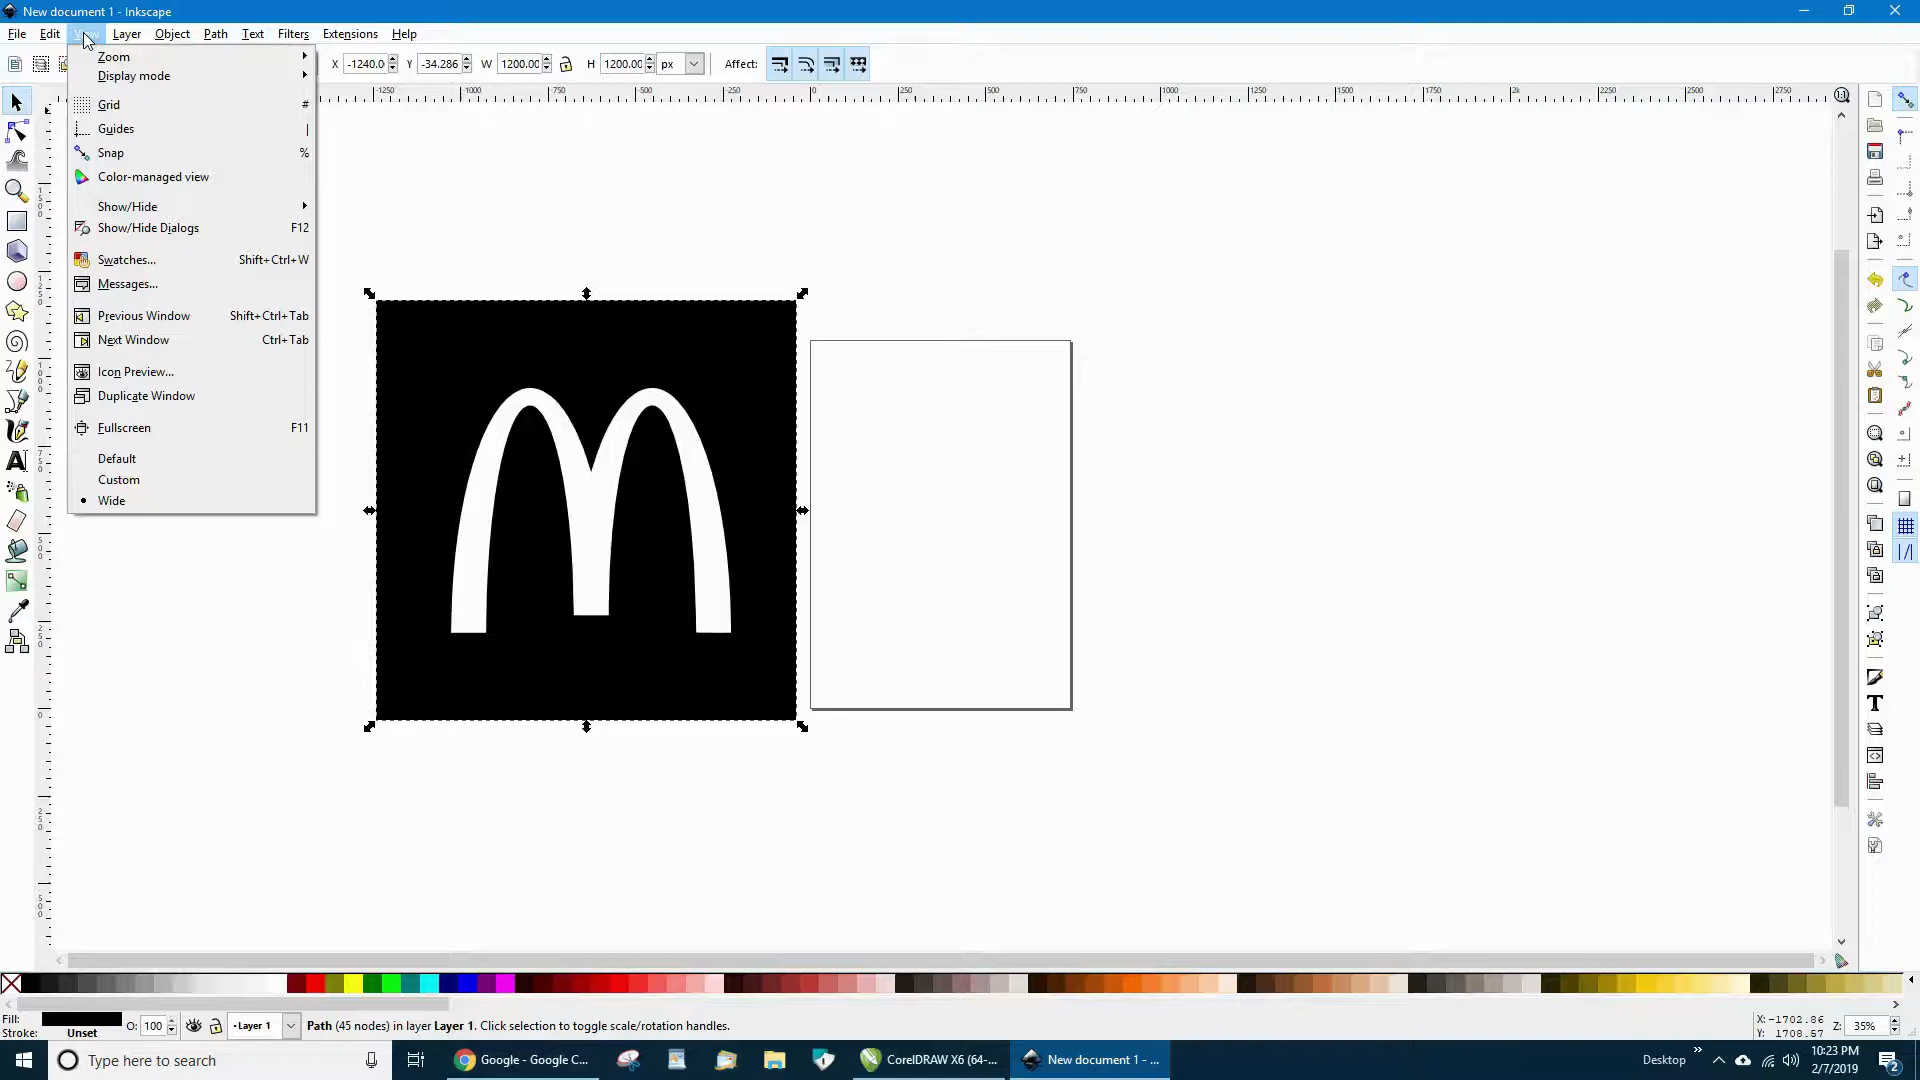 New document 1 - Inkscape
File Edit View Layer Object Path Text Filters Extensions Help
X -1240.0 Y -34.286 W 1200.00 H 1200.00 px Affect:
Zoom
Display mode
Grid #
Guides |
Snap %
Color-managed view
Show/Hide
Show/Hide Dialogs F12
Swatches... Shift+Ctrl+W
Messages...
Previous Window Shift+Ctrl+Tab
Next Window Ctrl+Tab
Icon Preview...
Duplicate Window
Fullscreen F11
Default
Custom
Wide
Fill:
Stroke: Unset
O: 100
Layer 1
Path (45 nodes) in layer Layer 1. Click selection to toggle scale/rotation handles.
X:-1702.86
Y: 1708.57
Z: 35%
Type here to search
Google - Google C...
CorelDRAW X6 (64-...
New document 1 - ...
Desktop
10:23 PM
2/7/2019
2